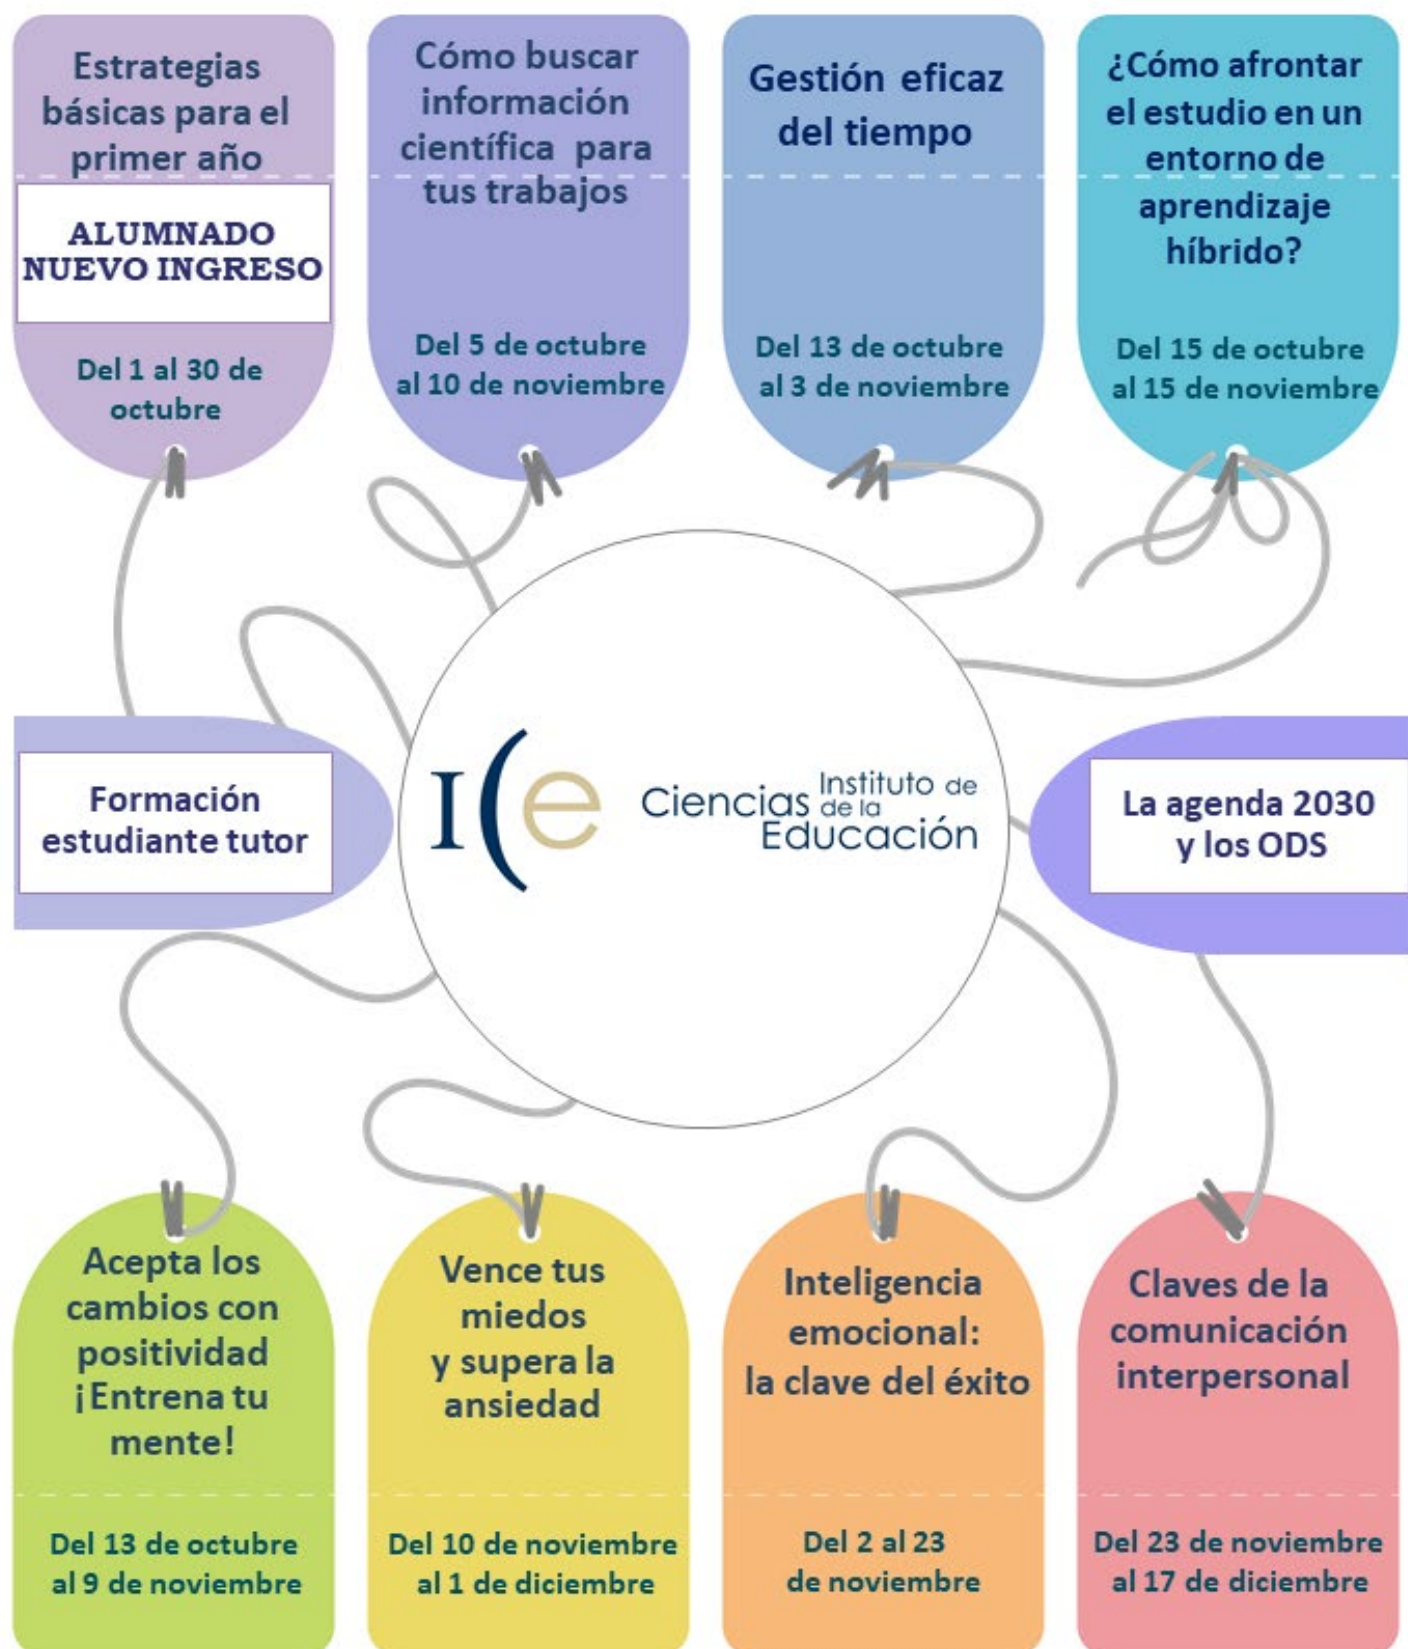 Estrategias
básicas para el
primer año
ALUMNADO
NUEVO INGRESO
Del 1 al 30 de
octubre
Cómo buscar
información
científica para
tus trabajos
Del 5 de octubre
al 10 de noviembre
Gestión eficaz
del tiempo
Del 13 de octubre
al 3 de noviembre
¿Cómo afrontar
el estudio en un
entorno de
aprendizaje
híbrido?
Del 15 de octubre
al 15 de noviembre
Formación
estudiante tutor
Ice
Instituto de
Ciencias de la
Educación
La agenda 2030
y los ODS
Acepta los
cambios con
positividad
¡Entrena tu
mente!
Del 13 de octubre
al 9 de noviembre
Vence tus
miedos
y supera la
ansiedad
Del 10 de noviembre
al 1 de diciembre
Inteligencia
emocional:
la clave del éxito
Del 2 al 23
de noviembre
Claves de la
comunicación
interpersonal
Del 23 de noviembre
al 17 de diciembre